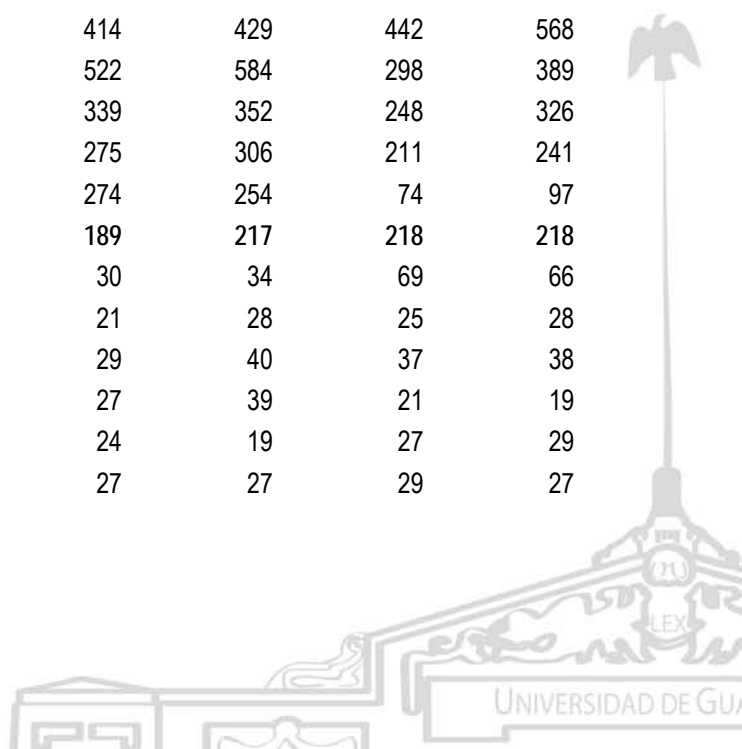 414 429 442 568
522 584 298 389
339 352 248 326
275 306 211 241
274 254 74 97
189 217 218 218
30 34 69 66
21 28 25 28
29 40 37 38
27 39 21 19
24 19 27 29
27 27 29 27
LEX
UNIVERSIDAD DE GUA